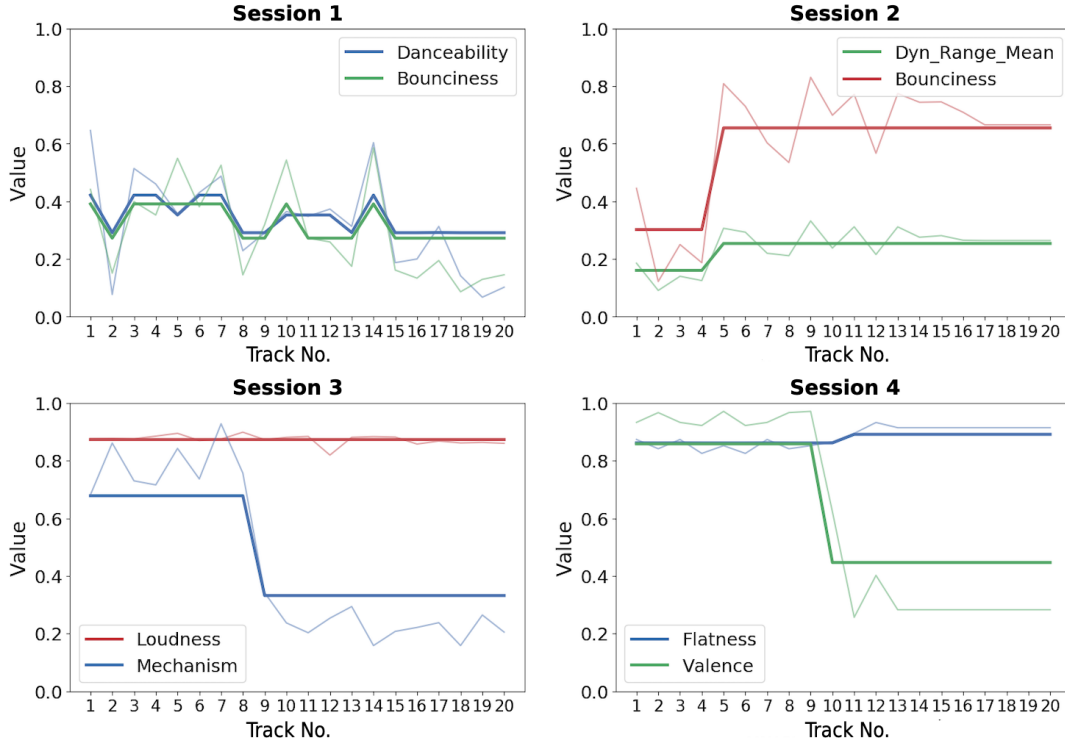 Session 1
1.0
0.8
0.6
0.4
0.2
0.0
Value
Danceability
Bounciness
1 2 3 4 5 6 7 8 9 10 11 12 13 14 15 16 17 18 19 20
Track No.
Session 2
1.0
0.8
0.6
0.4
0.2
0.0
Value
Dyn_Range_Mean
Bounciness
1 2 3 4 5 6 7 8 9 10 11 12 13 14 15 16 17 18 19 20
Track No.
Session 3
1.0
0.8
0.6
0.4
0.2
0.0
Value
Loudness
Mechanism
1 2 3 4 5 6 7 8 9 10 11 12 13 14 15 16 17 18 19 20
Track No.
Session 4
1.0
0.8
0.6
0.4
0.2
0.0
Value
Flatness
Valence
1 2 3 4 5 6 7 8 9 10 11 12 13 14 15 16 17 18 19 20
Track No.